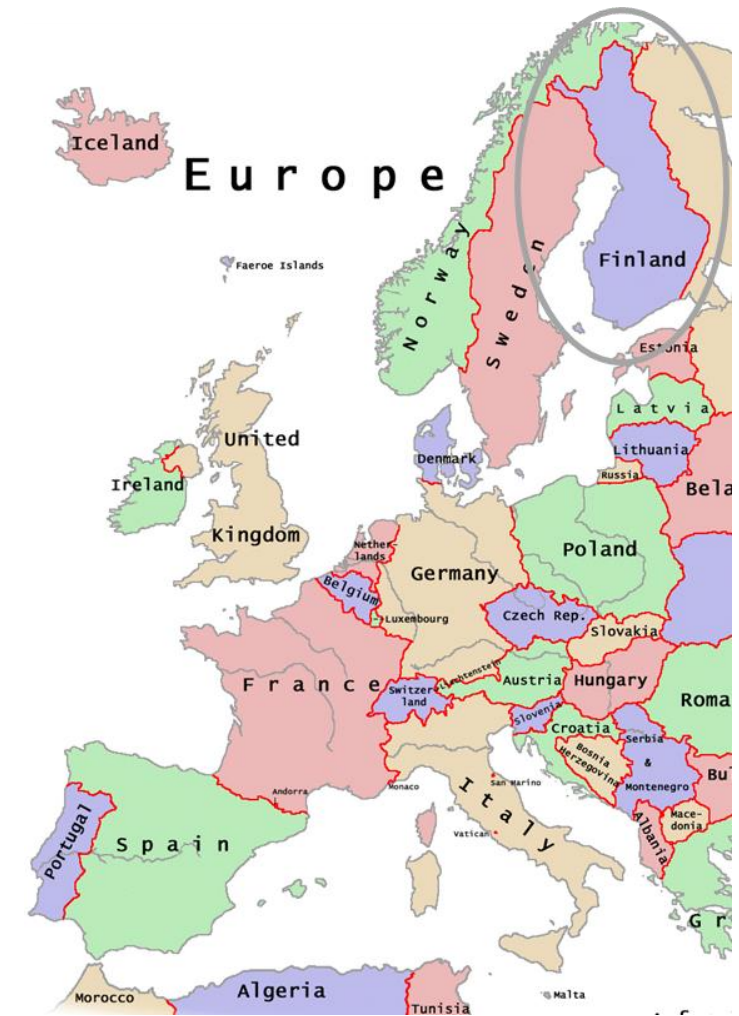 Iceland
Europe
Faeroe Islands
Norway
Sweden
Finland
Estonia
Latvia
Lithuania
Russia
Bela
Denmark
United
Kingdom
Ireland
Nether-
lands
Belgium
Luxembourg
Germany
Poland
Czech Rep.
Slovakia
France
Switzer-
land
Liechtenstein
Austria
Hungary
Roma
Slovenia
Croatia
Bosnia
Herzegovina
Serbia
&
Montenegro
Bul
Monaco
San Marino
Italy
Vatican
Andorra
Albania
Mace-
donia
Portugal
Spain
Gr
Morocco
Algeria
Tunisia
Malta